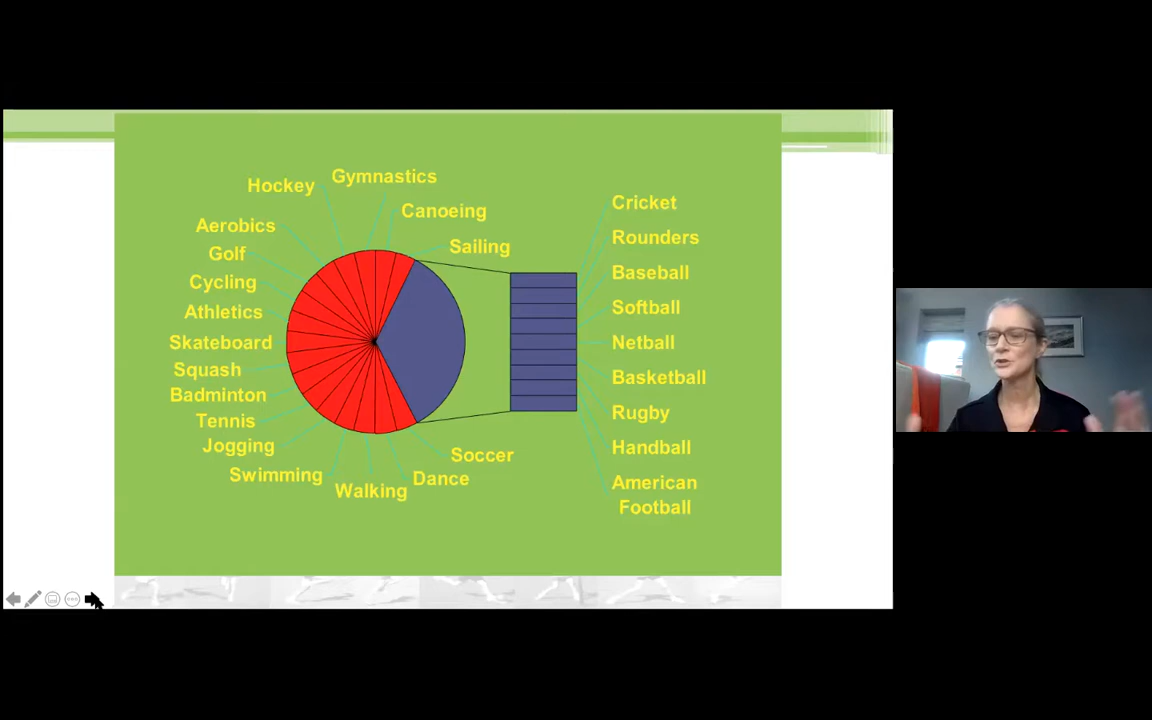 Gymnastics
Hockey
Canoeing
Sailing
Aerobics
Golf
Cycling
Athletics
Skateboard
Squash
Badminton
Tennis
Jogging
Swimming
Walking
Dance
Soccer
Cricket
Rounders
Baseball
Softball
Netball
Basketball
Rugby
Handball
American
Football